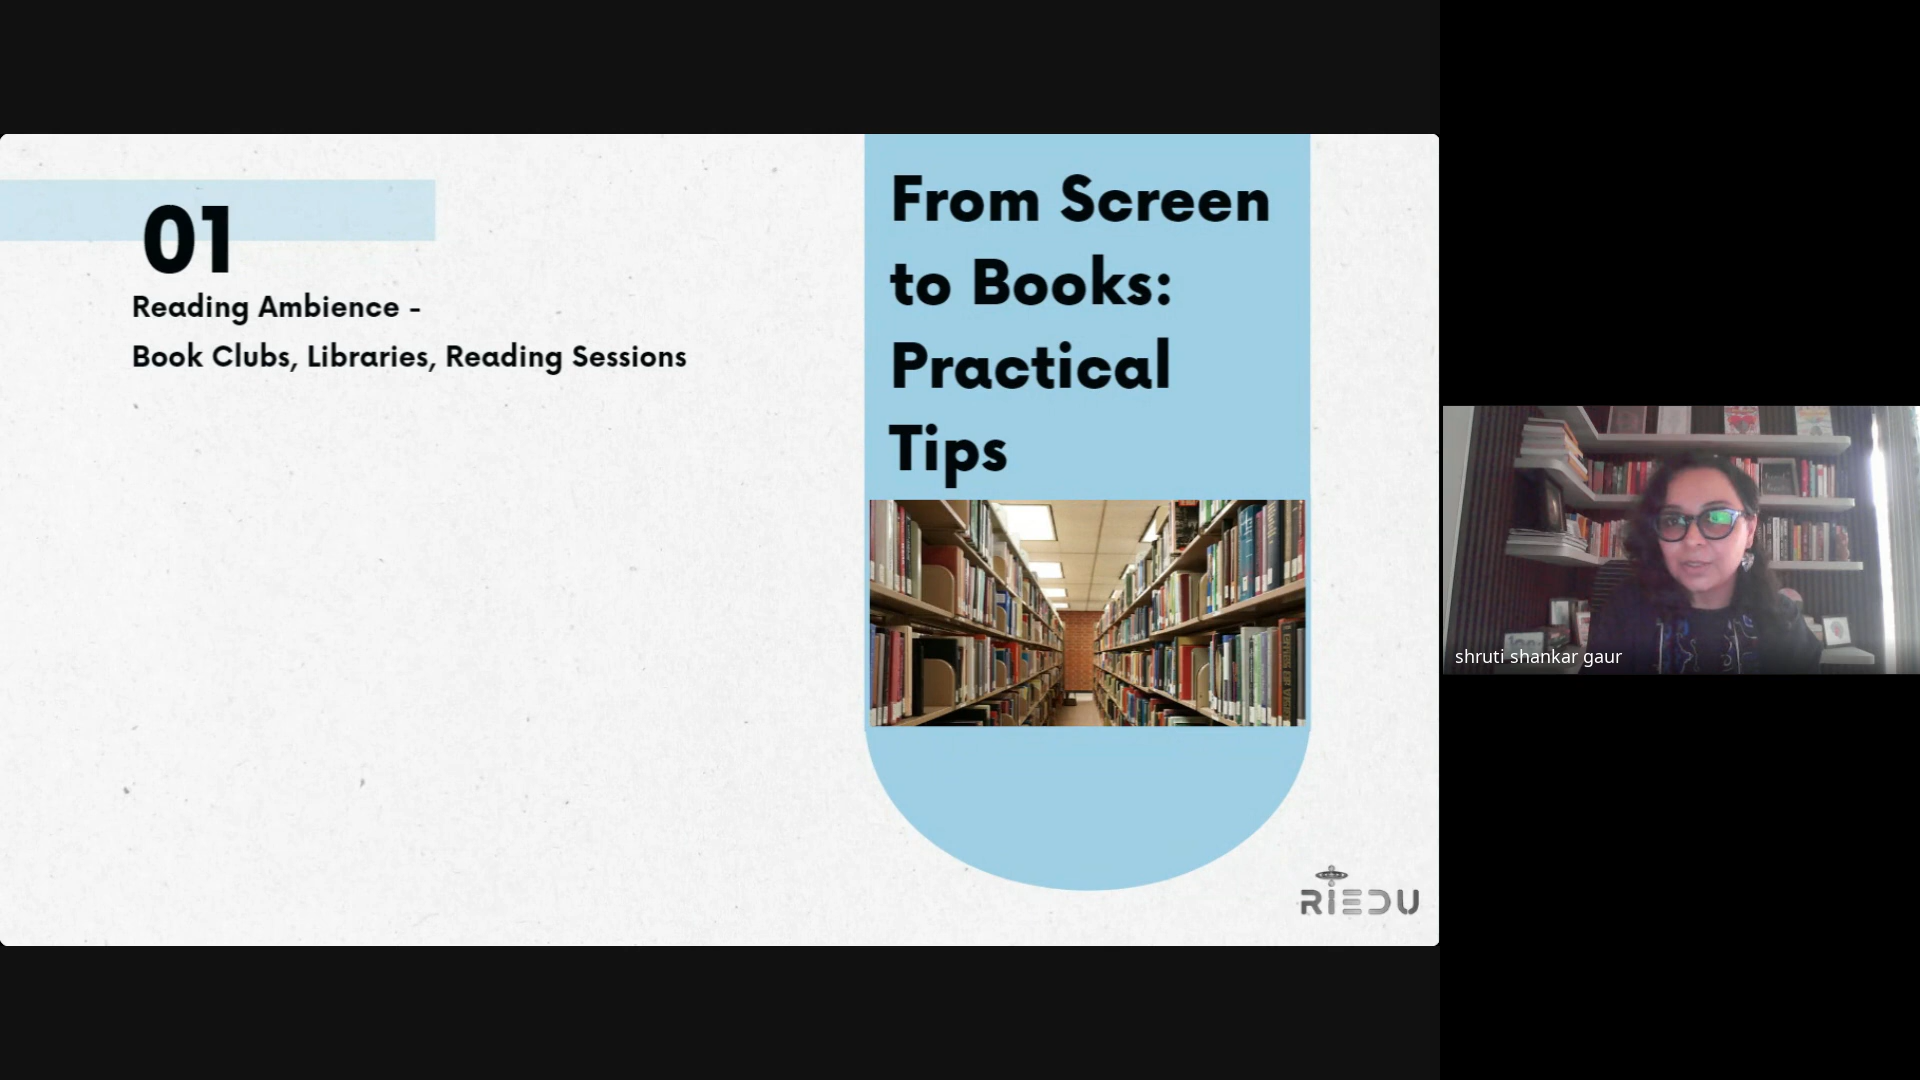 01
Reading Ambience -
Book Clubs, Libraries, Reading Sessions
From Screen
to Books:
Practical
Tips
RIEDU
shruti shankar gaur